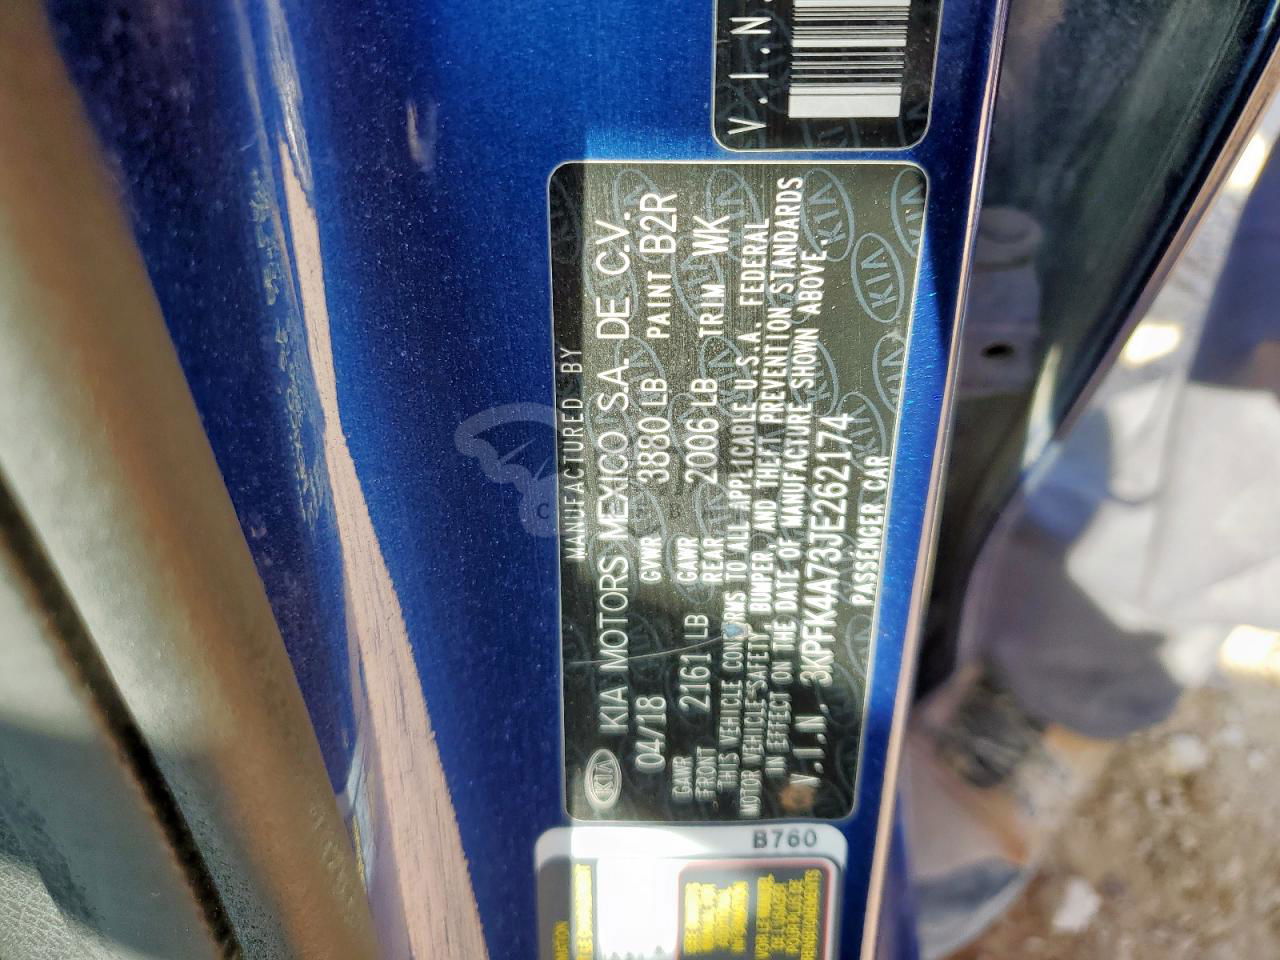 V.I.N.
MANUFACTURED BY
KIA KIA MOTORS MEXICO S.A. DE C.V.
04/18 GVWR 3880 LB PAINT B2R
GAWR FRONT 2161 LB GAWR REAR 2006 LB TRIM WK
THIS VEHICLE CONFORMS TO ALL APPLICABLE U.S.A. FEDERAL
MOTOR VEHICLE SAFETY, BUMPER, AND THEFT PREVENTION STANDARDS
IN EFFECT ON THE DATE OF MANUFACTURE SHOWN ABOVE.
V.I.N. 3KPFK4A73JE262174
PASSENGER CAR
B760